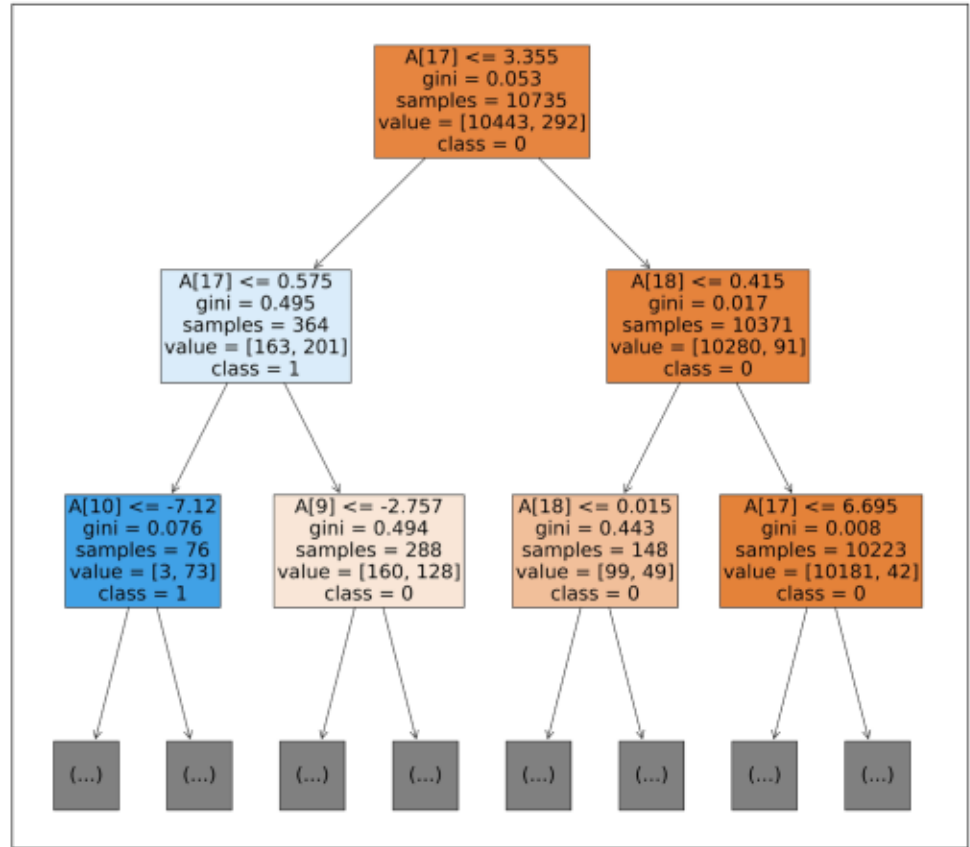 A[17] <= 3.355
gini = 0.053
samples = 10735
value = [10443, 292]
class = 0
A[17] <= 0.575
gini = 0.495
samples = 364
value = [163, 201]
class = 1
A[18] <= 0.415
gini = 0.017
samples = 10371
value = [10280, 91]
class = 0
A[10] <= -7.12
gini = 0.076
samples = 76
value = [3, 73]
class = 1
A[9] <= -2.757
gini = 0.494
samples = 288
value = [160, 128]
class = 0
A[18] <= 0.015
gini = 0.443
samples = 148
value = [99, 49]
class = 0
A[17] <= 6.695
gini = 0.008
samples = 10223
value = [10181, 42]
class = 0
(...)
(...)
(...)
(...)
(...)
(...)
(...)
(...)